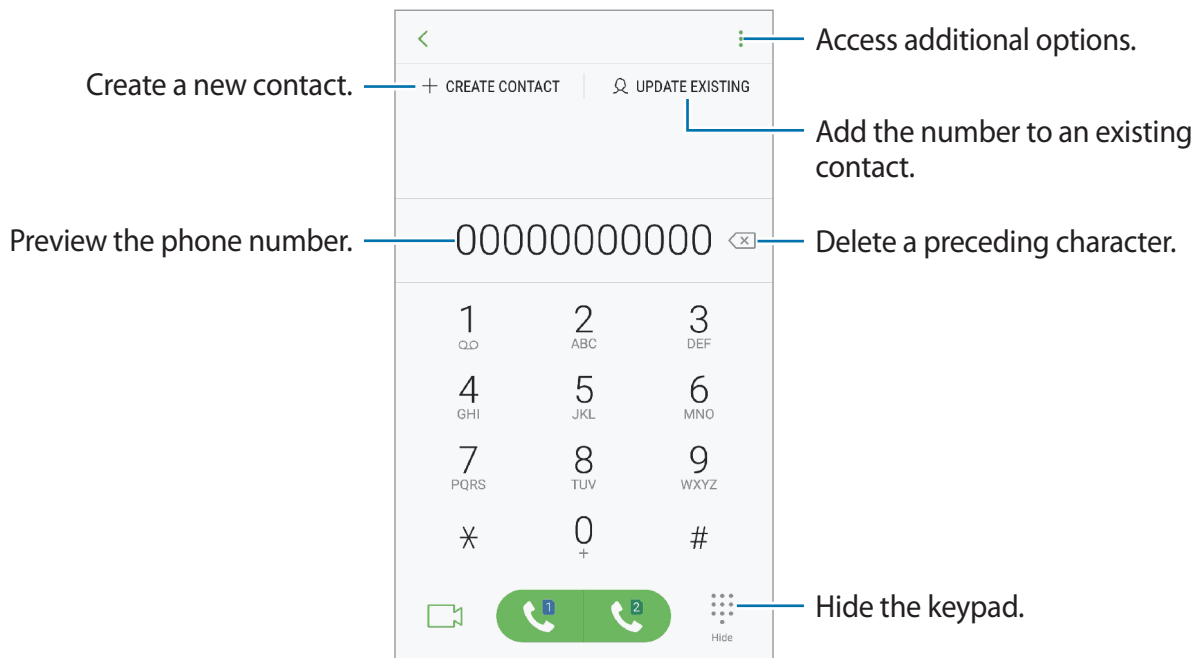 Access additional options.
Create a new contact.
CREATE CONTACT
UPDATE EXISTING
Add the number to an existing
contact.
Preview the phone number.
00000000000
Delete a preceding character.
1 2 3
ABC DEF
4 5 6
GHI JKL MNO
7 8 9
PQRS TUV WXYZ
* 0 #
+
1 2
Hide
Hide the keypad.